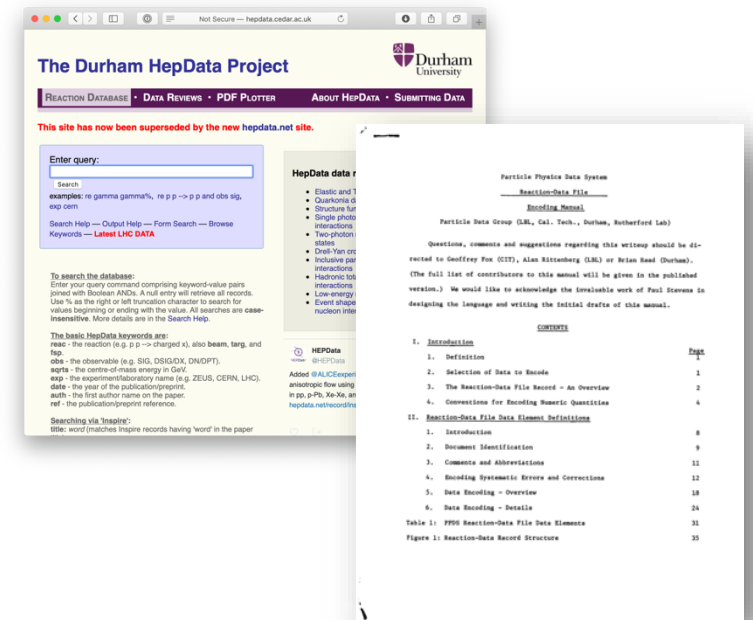 Not Secure — hepdata.cedar.ac.uk
The Durham HepData Project
Durham
University
REACTION DATABASE • DATA REVIEWS • PDF PLOTTER
ABOUT HEPDATA • SUBMITTING DATA
This site has now been superseded by the new hepdata.net site.
Enter query:
Search
examples: re gamma gamma%, re p p --> p p and obs sig,
exp cern
Search Help — Output Help — Form Search — Browse
Keywords — Latest LHC DATA
HepData data r
• Elastic and T
• Quarkonia d
• Structure fun
• Single photo
interactions
• Two-photon
states
• Drell-Yan cro
• Inclusive par
interactions
• Hadronic tota
interactions
• Low-energy
• Event shape
nucleon inte
To search the database:
Enter your query command comprising keyword-value pairs
joined with Boolean ANDs. A null entry will retrieve all records.
Use % as the right or left truncation character to search for
values beginning or ending with the value. All searches are case-
insensitive. More details are in the Search Help.
The basic HepData keywords are:
reac - the reaction (e.g. p p --> charged x), also beam, targ, and
fsp.
obs - the observable (e.g. SIG, DSIG/DX, DN/DPT).
sqrts - the centre-of-mass energy in GeV.
exp - the experiment/laboratory name (e.g. ZEUS, CERN, LHC).
date - the year of the publication/preprint.
auth - the first author name on the paper.
ref - the publication/preprint reference.
Searching via 'Inspire':
title: word (matches Inspire records having 'word' in the paper
HEPData
@HEPData
Added @ALICEexperi
anisotropic flow using
in pp, p-Pb, Xe-Xe, an
hepdata.net/record/ins
Particle Physics Data System
Reaction-Data File
Encoding Manual
Particle Data Group (LBL, Cal. Tech., Durham, Rutherford Lab)
Questions, comments and suggestions regarding this writeup should be di-
rected to Geoffrey Fox (CIT), Alan Rittenberg (LBL) or Brian Read (Durham).
(The full list of contributors to this manual will be given in the published
version.) We would like to acknowledge the invaluable work of Paul Stevens in
designing the language and writing the initial drafts of this manual.
CONTENTS
Page
I. Introduction
1. Definition 1
2. Selection of Data to Encode 1
3. The Reaction-Data File Record - An Overview 2
4. Conventions for Encoding Numeric Quantities 4
II. Reaction-Data File Data Element Definitions
1. Introduction 8
2. Document Identification 9
3. Comments and Abbreviations 11
4. Encoding Systematic Errors and Corrections 12
5. Data Encoding - Overview 18
6. Data Encoding - Details 24
Table 1: PPDS Reaction-Data File Data Elements 31
Figure 1: Reaction-Data Record Structure 35